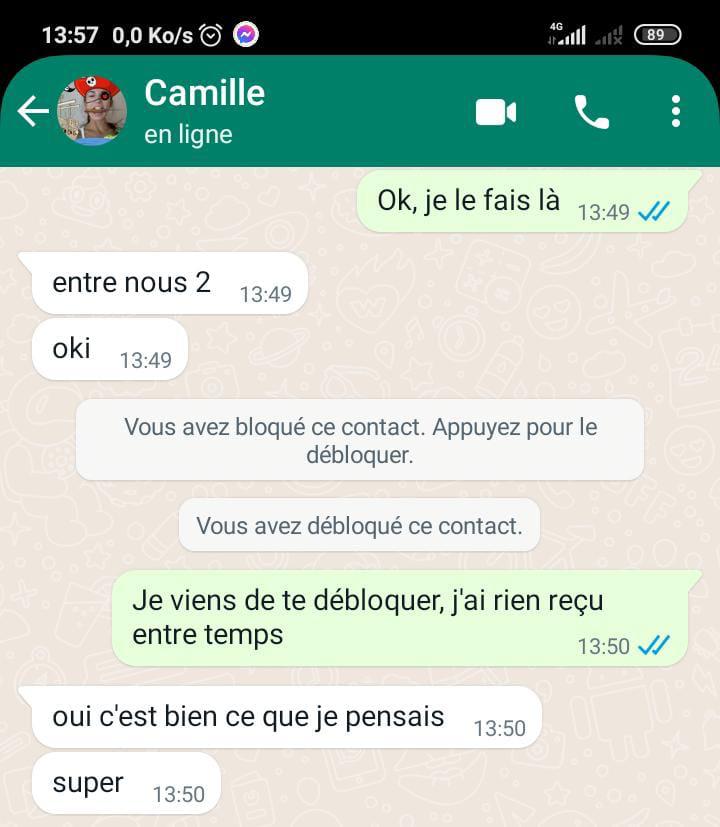 13:57 0,0 Ko/s 4G 89
Camille
en ligne
Ok, je le fais là 13:49
entre nous 2 13:49
oki 13:49
Vous avez bloqué ce contact. Appuyez pour le
débloquer.
Vous avez débloqué ce contact.
Je viens de te débloquer, j'ai rien reçu
entre temps 13:50
oui c'est bien ce que je pensais 13:50
super 13:50